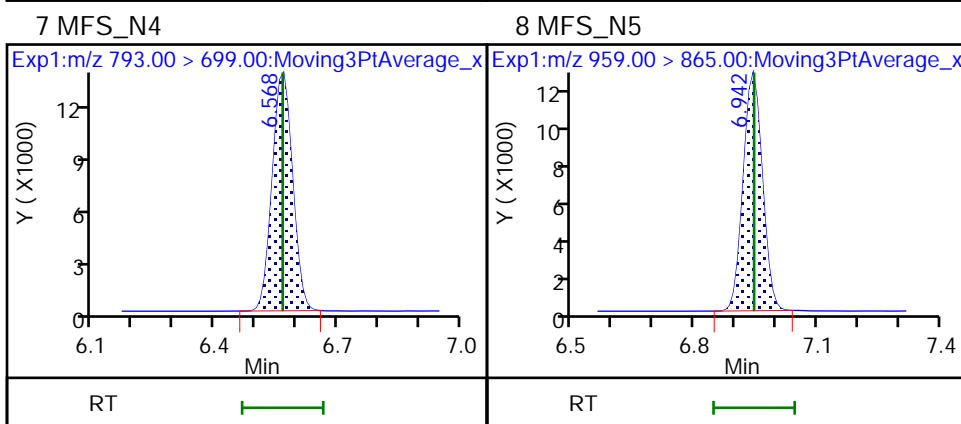 7 MFS_N4
Exp1:m/z 793.00 > 699.00:Moving3PtAverage_x
6.568
Y ( X1000)
12
9
6
3
0
6.1 6.4 6.7 7.0
Min
RT
8 MFS_N5
Exp1:m/z 959.00 > 865.00:Moving3PtAverage_x
6.942
Y ( X1000)
12
10
8
6
4
2
0
6.5 6.8 7.1 7.4
Min
RT